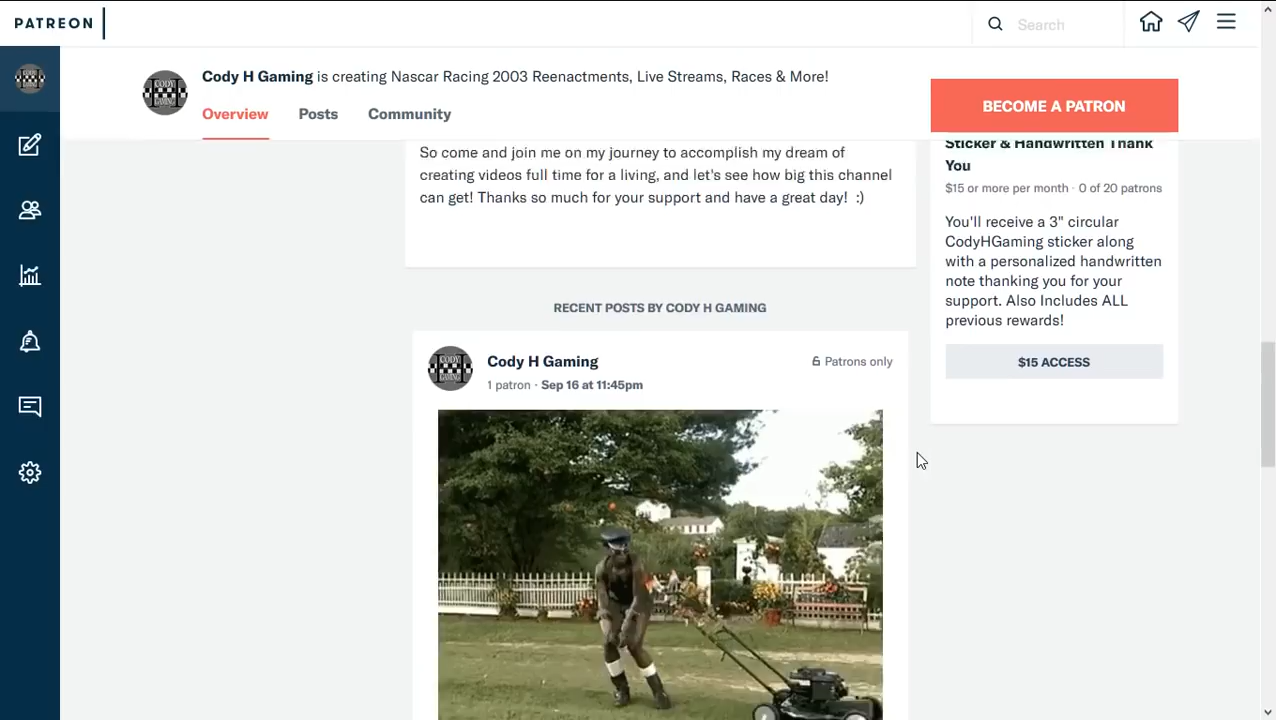 PATREON
Search
Cody H Gaming is creating Nascar Racing 2003 Reenactments, Live Streams, Races & More!
Overview
Posts
Community
BECOME A PATRON
So come and join me on my journey to accomplish my dream of
creating videos full time for a living, and let's see how big this channel
can get! Thanks so much for your support and have a great day!  :)
Sticker & Handwritten Thank
You
$15 or more per month · 0 of 20 patrons
You'll receive a 3" circular
CodyHGaming sticker along
with a personalized handwritten
note thanking you for your
support. Also Includes ALL
previous rewards!
$15 ACCESS
RECENT POSTS BY CODY H GAMING
Cody H Gaming
Patrons only
1 patron · Sep 16 at 11:45pm